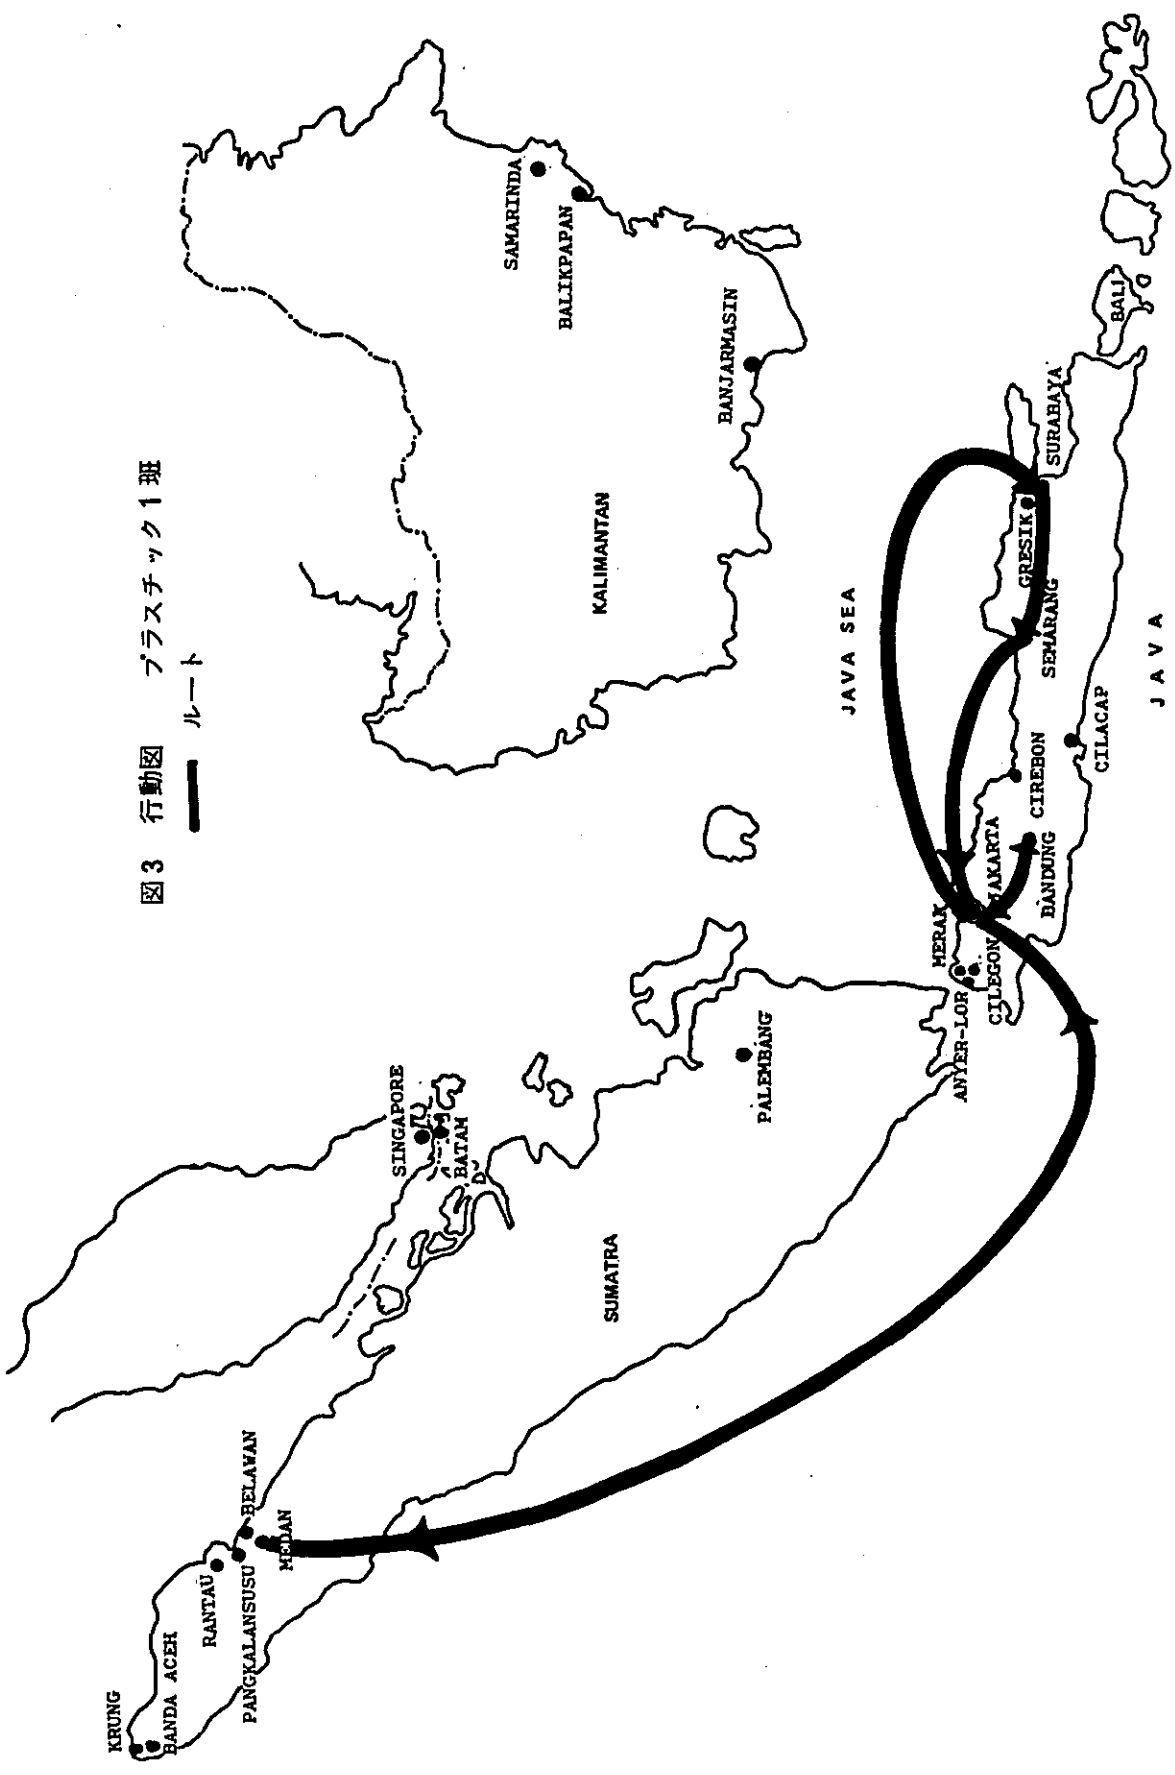 図3 行動図 プラスチック1班
ルート
SAMARINDA
BALIKPAPAN
BANJARMASIN
KALIMANTAN
JAVA SEA
BALI
SURABAYA
GRESIK
SEMARANG
JAVA
CILACAP
CIREBON
JAKARTA
BANDUNG
MERAK
CILEGON
ANYER-LOR
SINGAPORE
BATAM
PALEMBANG
SUMATRA
BELAWAN
MEDAN
RANTAU
PANGKALANSUSU
KRUNG
BANDA ACEH